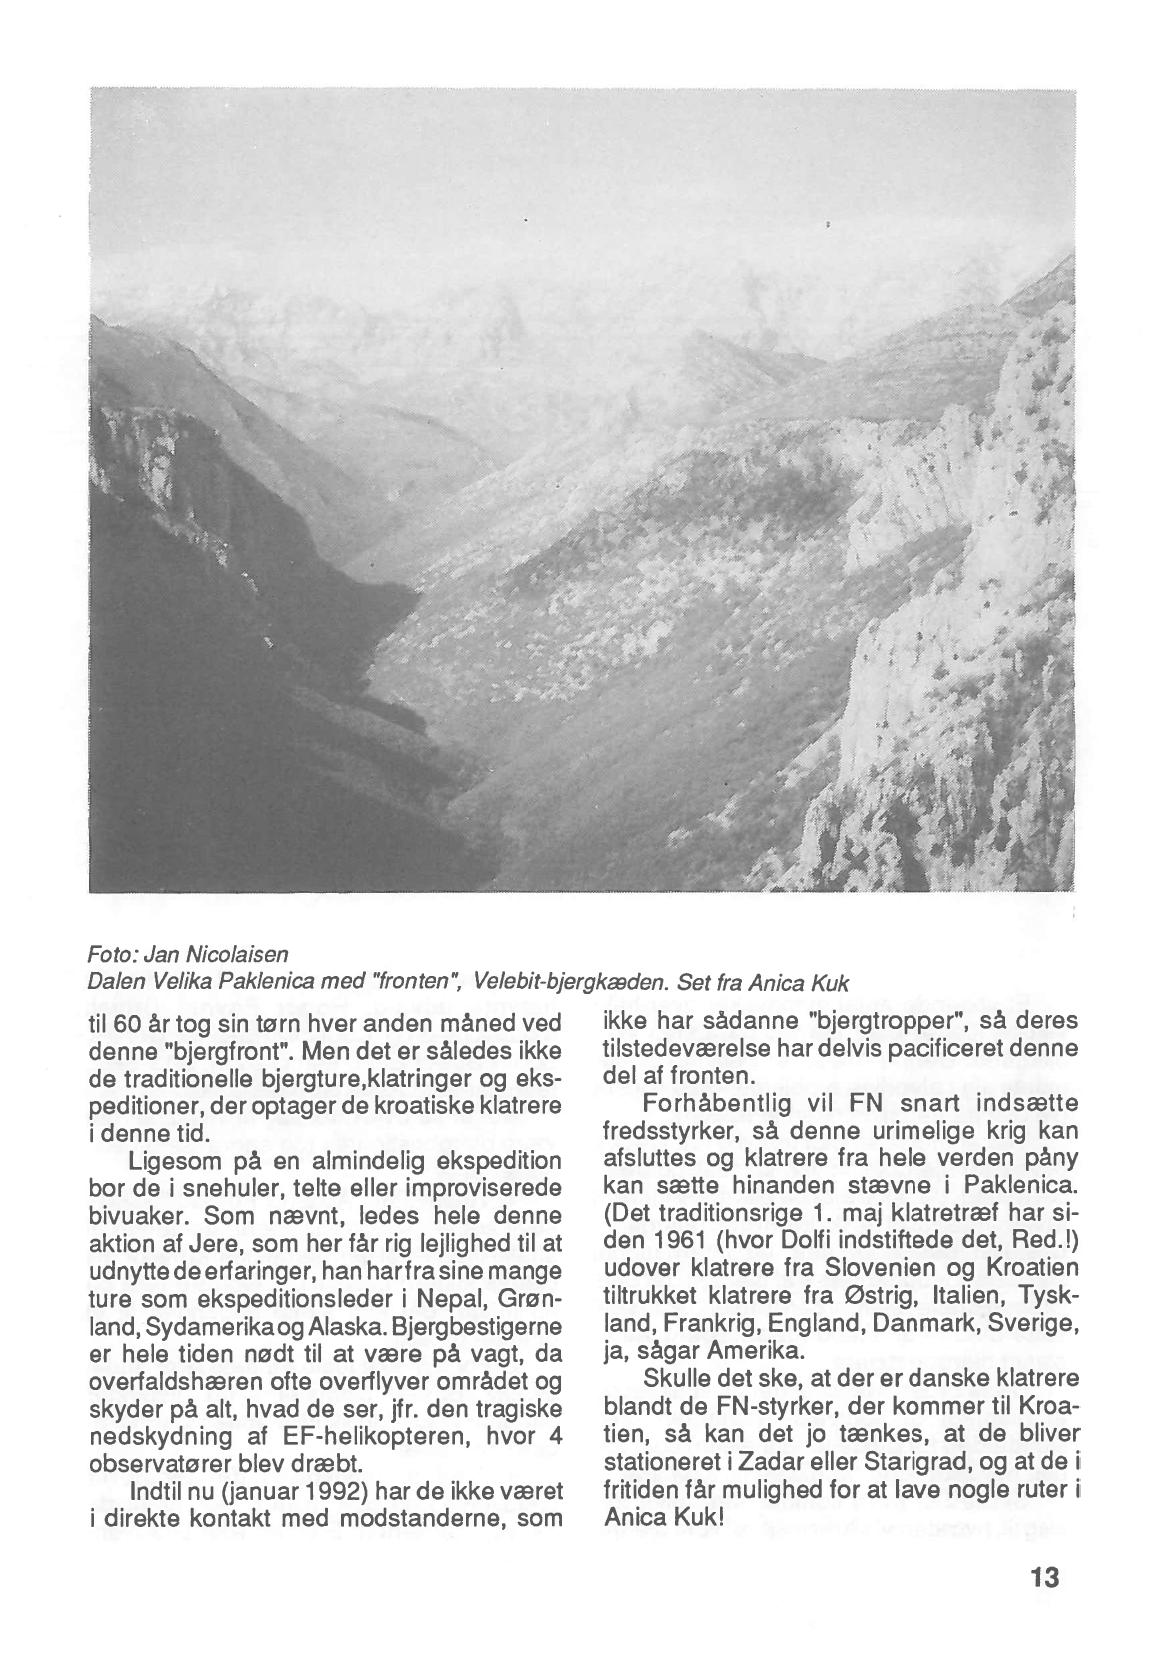 Foto: Jan Nicolaisen
Dalen Velika Paklenica med "fronten", Velebit-bjergkæden. Set fra Anica Kuk
til 60 år tog sin tørn hver anden måned ved
denne "bjergfront". Men det er således ikke
de traditionelle bjergture,klatringer og eks-
peditioner, der optager de kroatiske klatrere
i denne tid.
Ligesom på en almindelig ekspedition
bor de i snehuler, telte eller improviserede
bivuaker. Som nævnt, ledes hele denne
aktion af Jere, som her får rig lejlighed til at
udnytte de erfaringer, han har fra sine mange
ture som ekspeditionsleder i Nepal, Grøn-
land, Sydamerika og Alaska. Bjergbestigerne
er hele tiden nødt til at være på vagt, da
overfaldshæren ofte overflyver området og
skyder på alt, hvad de ser, jfr. den tragiske
nedskydning af EF-helikopteren, hvor 4
observatører blev dræbt.
Indtil nu (januar 1992) har de ikke været
i direkte kontakt med modstanderne, som
ikke har sådanne "bjergtropper", så deres
tilstedeværelse har delvis pacificeret denne
del af fronten.
Forhåbentlig vil FN snart indsætte
fredsstyrker, så denne urimelige krig kan
afsluttes og klatrere fra hele verden påny
kan sætte hinanden stævne i Paklenica.
(Det traditionsrige 1. maj klatretræf har si-
den 1961 (hvor Dolfi indstiftede det, Red.!)
udover klatrere fra Slovenien og Kroatien
tiltrukket klatrere fra Østrig, Italien, Tysk-
land, Frankrig, England, Danmark, Sverige,
ja, sågar Amerika.
Skulle det ske, at der er danske klatrere
blandt de FN-styrker, der kommer til Kroa-
tien, så kan det jo tænkes, at de bliver
stationeret i Zadar eller Starigrad, og at de i
fritiden får mulighed for at lave nogle ruter i
Anica Kuk!
13